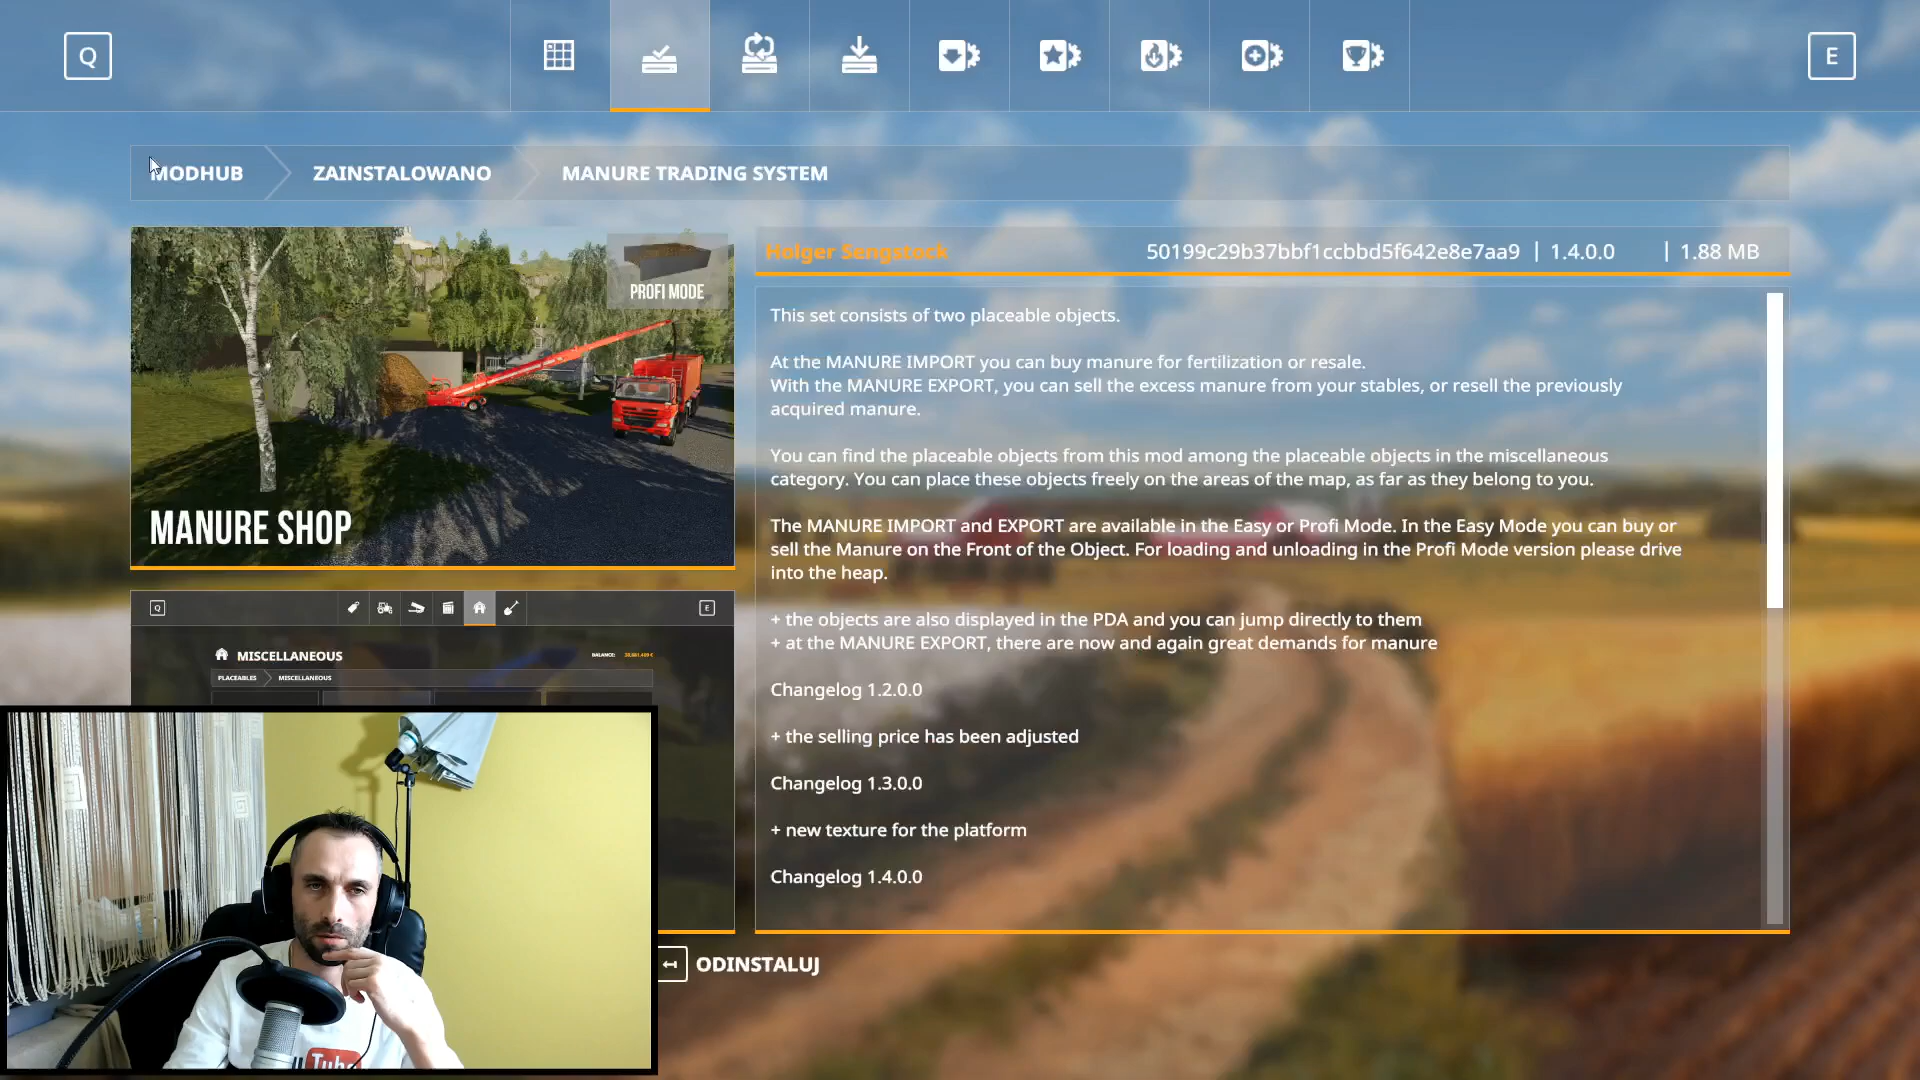 Q
E
MODHUB
ZAINSTALOWANO
MANURE TRADING SYSTEM
PROFI MODE
MANURE SHOP
Holger Sengstock
50199c29b37bbf1ccbbd5f642e8e7aa9 | 1.4.0.0 | 1.88 MB
This set consists of two placeable objects.
At the MANURE IMPORT you can buy manure for fertilization or resale.
With the MANURE EXPORT, you can sell the excess manure from your stables, or resell the previously
acquired manure.
You can find the placeable objects from this mod among the placeable objects in the miscellaneous
category. You can place these objects freely on the areas of the map, as far as they belong to you.
The MANURE IMPORT and EXPORT are available in the Easy or Profi Mode. In the Easy Mode you can buy or
sell the Manure on the Front of the Object. For loading and unloading in the Profi Mode version please drive
into the heap.
+ the objects are also displayed in the PDA and you can jump directly to them
+ at the MANURE EXPORT, there are now and again great demands for manure
Changelog 1.2.0.0
+ the selling price has been adjusted
Changelog 1.3.0.0
+ new texture for the platform
Changelog 1.4.0.0
Q
E
MISCELLANEOUS
BALANCE:
PLACEABLES
MISCELLANEOUS
Tube
ODINSTALUJ